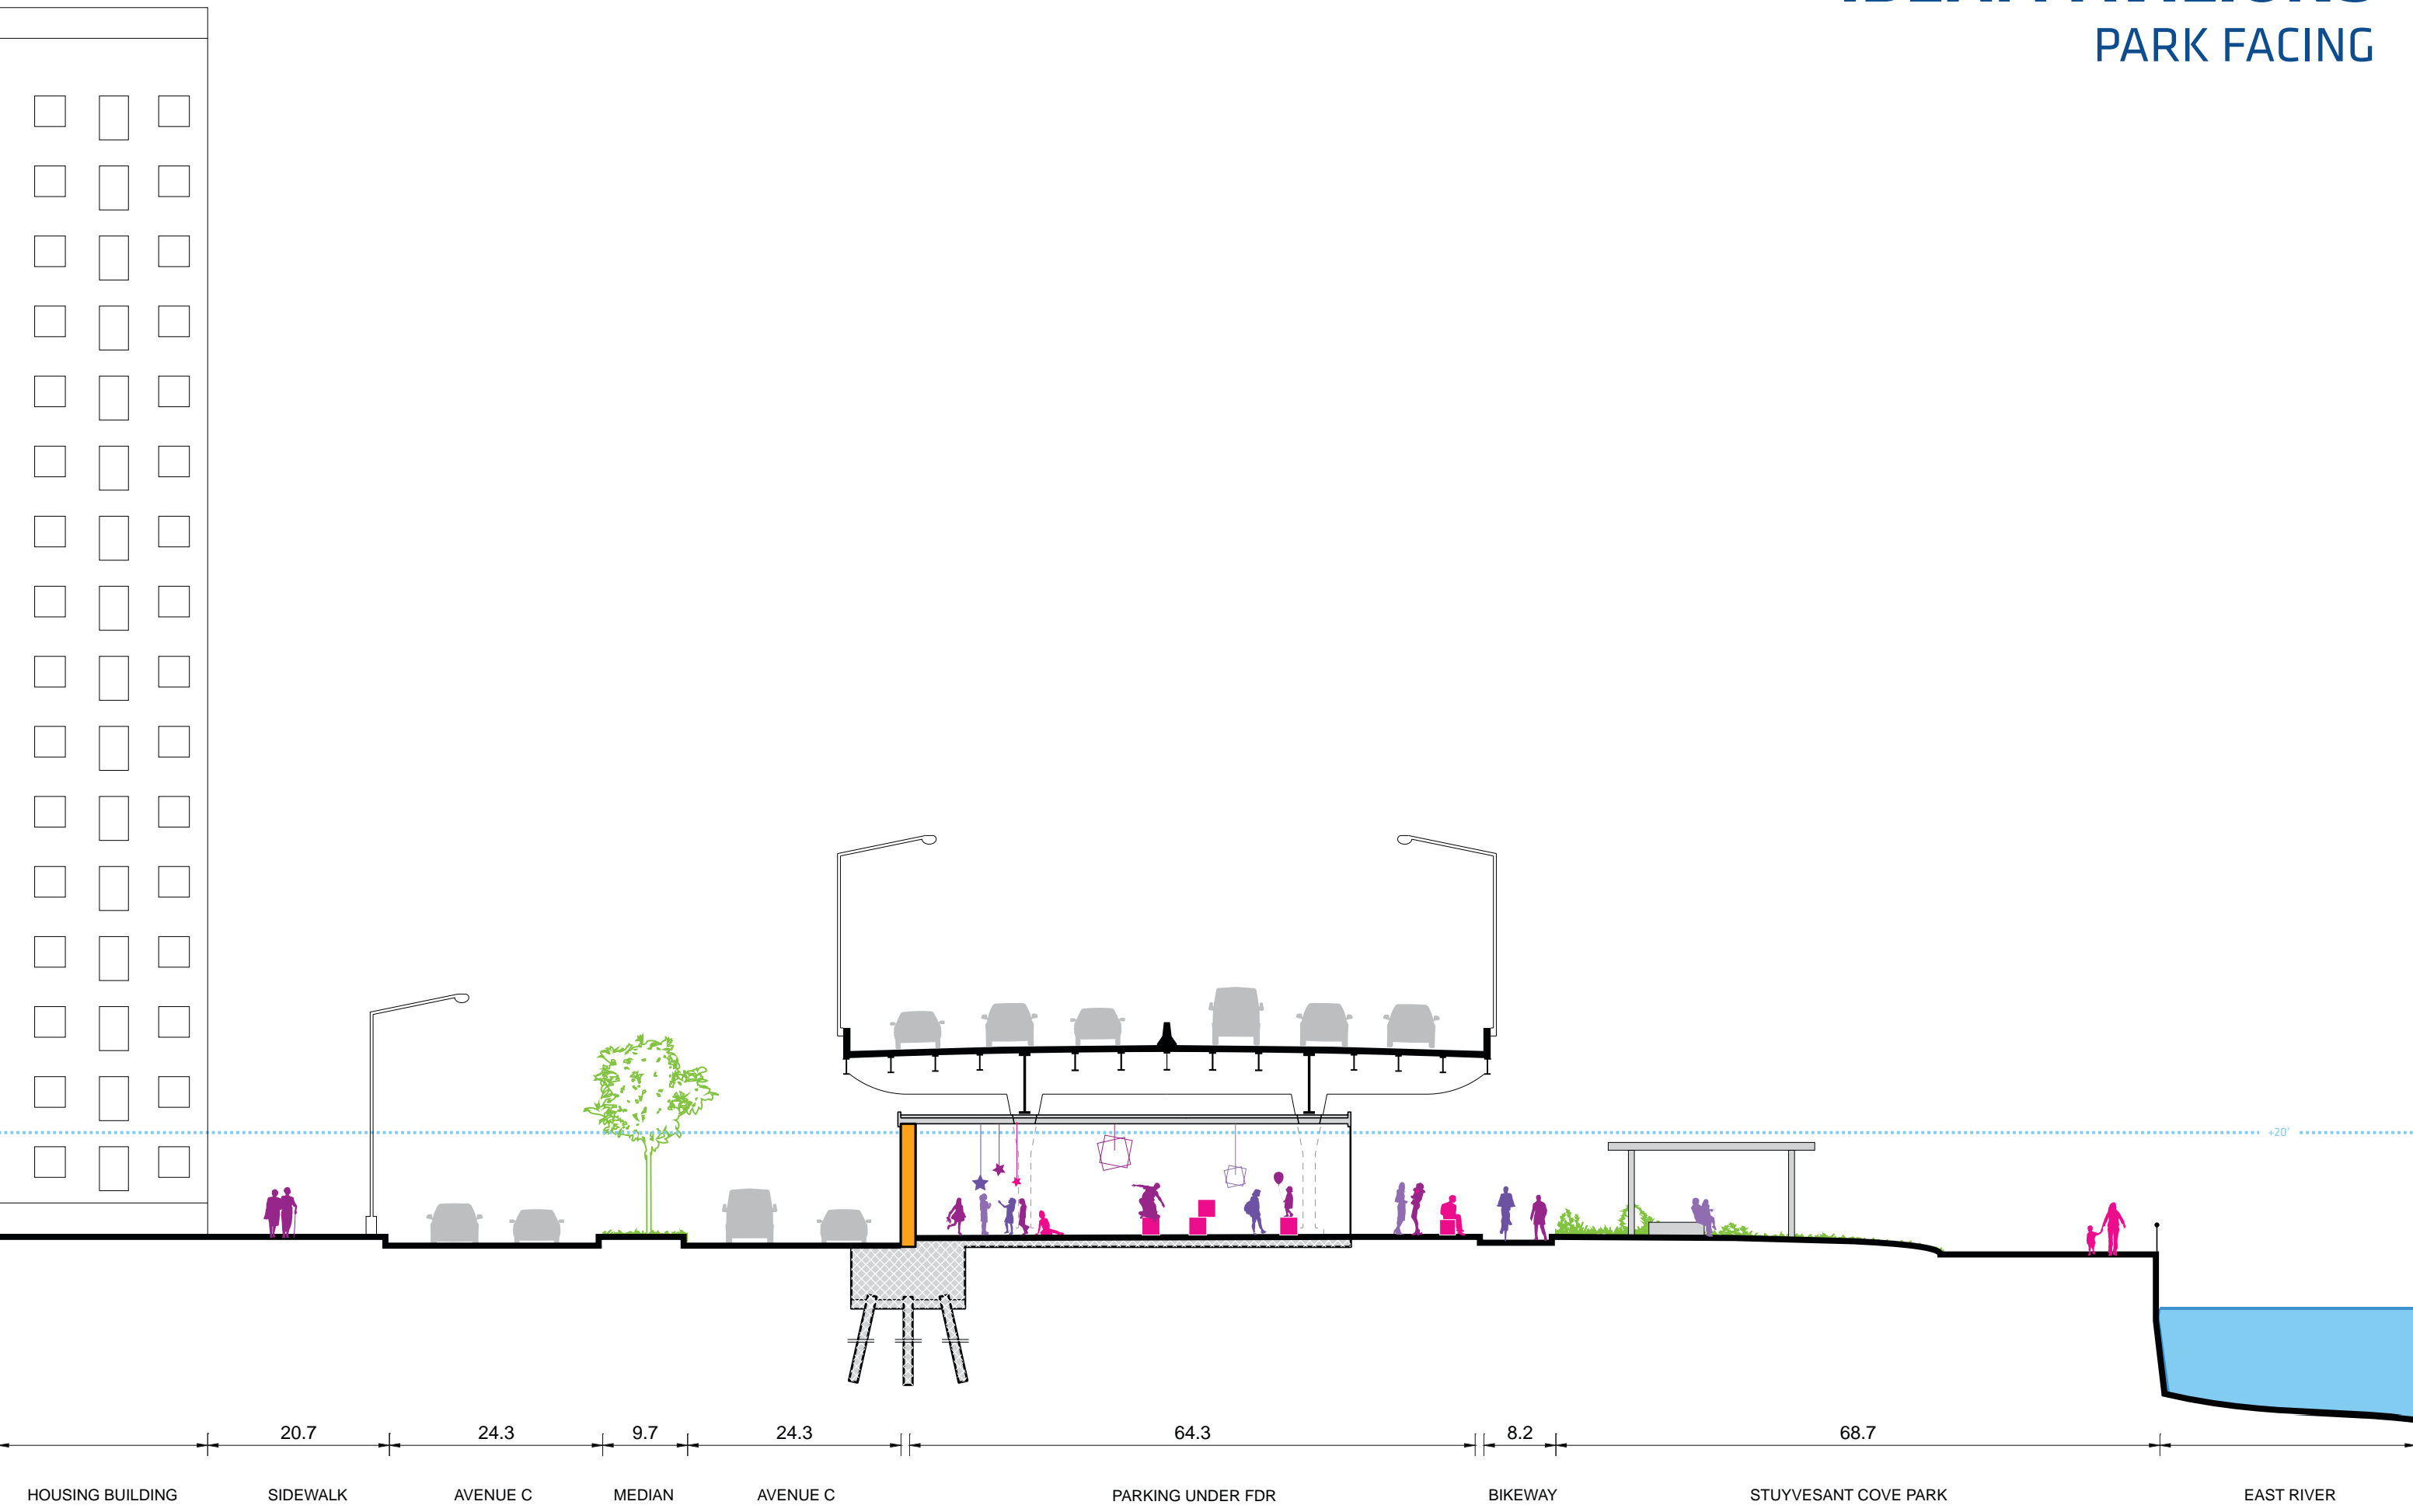 PARK FACING
+20'
20.7 24.3 9.7 24.3 64.3 8.2 68.7
HOUSING BUILDING SIDEWALK AVENUE C MEDIAN AVENUE C PARKING UNDER FDR BIKEWAY STUYVESANT COVE PARK EAST RIVER